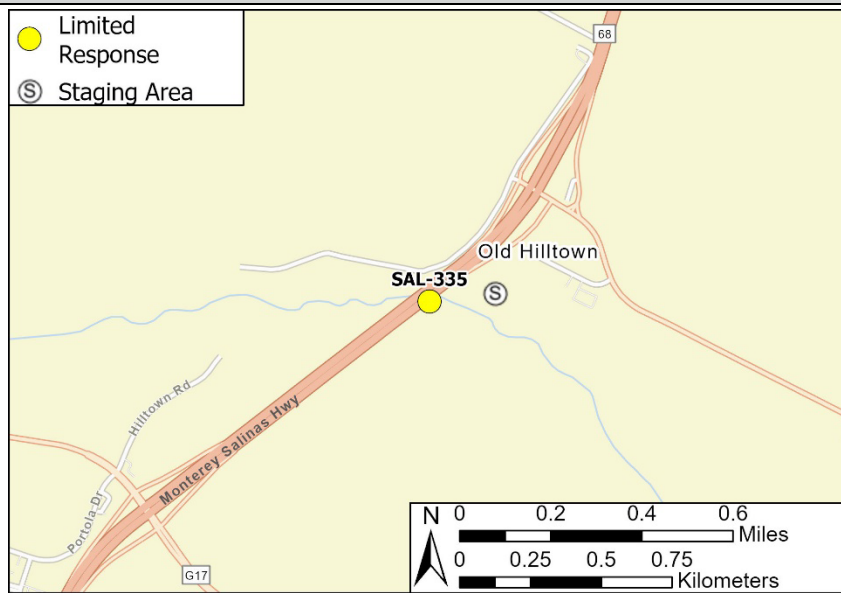 Limited
Response
S Staging Area
68
Old Hilltown
SAL-335
S
Hilltown Rd
Monterey Salinas Hwy
Portola Dr
G17
N
0 0.2 0.4 0.6
Miles
0 0.25 0.5 0.75
Kilometers